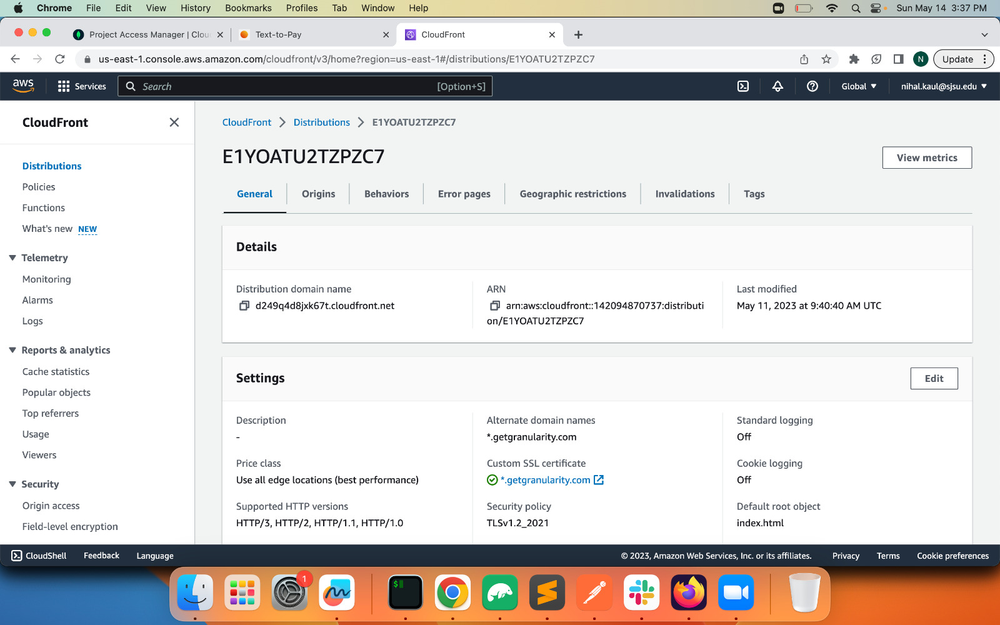 Chrome File Edit View History Bookmarks Profiles Tab Window Help Sun May 14 3:37 PM
Project Access Manager | Clou Text-to-Pay CloudFront
us-east-1.console.aws.amazon.com/cloudfront/v3/home?region=us-east-1#/distributions/E1YOATU2TZPZC7 N Update
aws Services Search [Option+S] Global nihal.kaul@sjsu.edu
CloudFront
Distributions
Policies
Functions
What's new NEW
Telemetry
Monitoring
Alarms
Logs
Reports & analytics
Cache statistics
Popular objects
Top referrers
Usage
Viewers
Security
Origin access
Field-level encryption
CloudFront Distributions E1YOATU2TZPZC7
E1YOATU2TZPZC7
View metrics
General Origins Behaviors Error pages Geographic restrictions Invalidations Tags
Details
Distribution domain name
d249q4d8jxk67t.cloudfront.net
ARN
arn:aws:cloudfront::142094870737:distributi
on/E1YOATU2TZPZC7
Last modified
May 11, 2023 at 9:40:40 AM UTC
Settings
Edit
Description
-
Price class
Use all edge locations (best performance)
Supported HTTP versions
HTTP/3, HTTP/2, HTTP/1.1, HTTP/1.0
Alternate domain names
*.getgranularity.com
Custom SSL certificate
*.getgranularity.com
Security policy
TLSv1.2_2021
Standard logging
Off
Cookie logging
Off
Default root object
index.html
CloudShell Feedback Language © 2023, Amazon Web Services, Inc. or its affiliates. Privacy Terms Cookie preferences
1
$